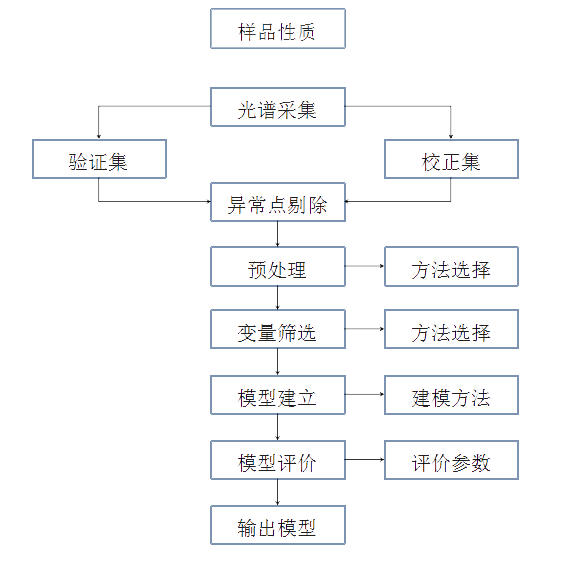 样品性质
光谱采集
验证集
校正集
异常点剔除
预处理
方法选择
变量筛选
方法选择
模型建立
建模方法
模型评价
评价参数
输出模型